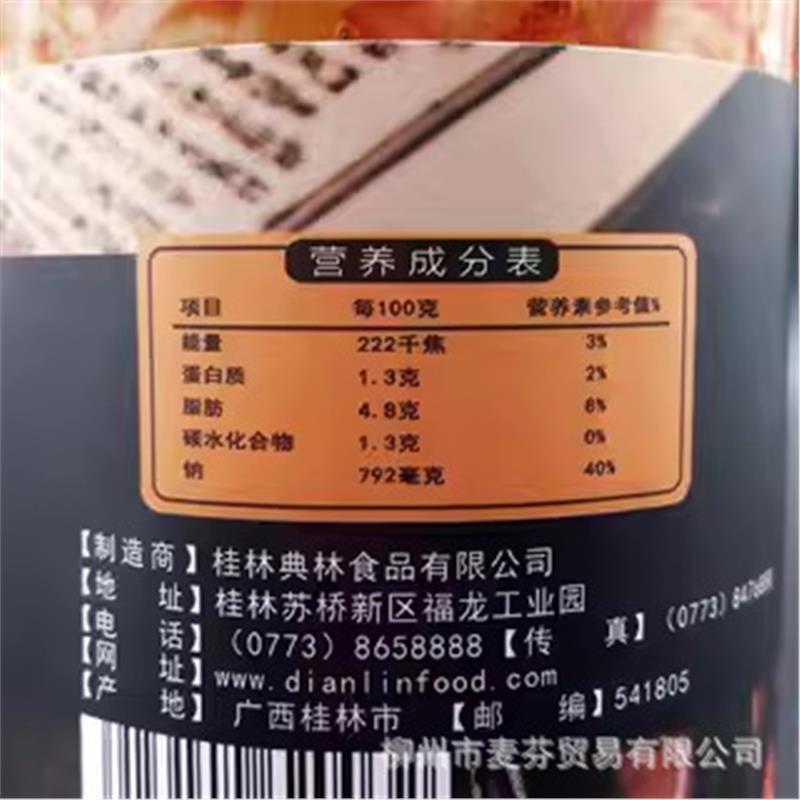 营养成分表
项目 每100克 营养素参考值%
能量 222千焦 3%
蛋白质 1.3克 2%
脂肪 4.8克 8%
碳水化合物 1.3克 0%
钠 792毫克 40%
【制造商】桂林典林食品有限公司
【地 址】桂林苏桥新区福龙工业园
【电 话】(0773) 8658888【传 真】(0773)
【网 址】www.dianlinfood.com
【产 地】广西桂林市 【邮 编】541805
柳州市麦芬贸易有限公司